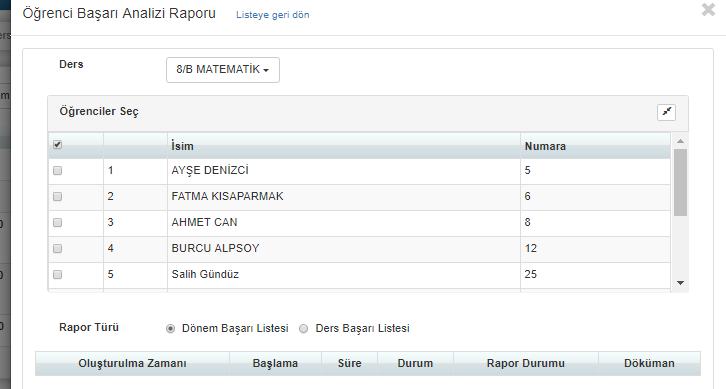 Öğrenci Başarı Analizi Raporu Listeye geri dön
Ders 8/B MATEMATİK
Öğrenciler Seç
İsim Numara
1 AYŞE DENİZCİ 5
2 FATMA KISAPARMAK 6
3 AHMET CAN 8
4 BURCU ALPSOY 12
5 Salih Gündüz 25
Rapor Türü Dönem Başarı Listesi Ders Başarı Listesi
Oluşturulma Zamanı Başlama Süre Durum Rapor Durumu Döküman